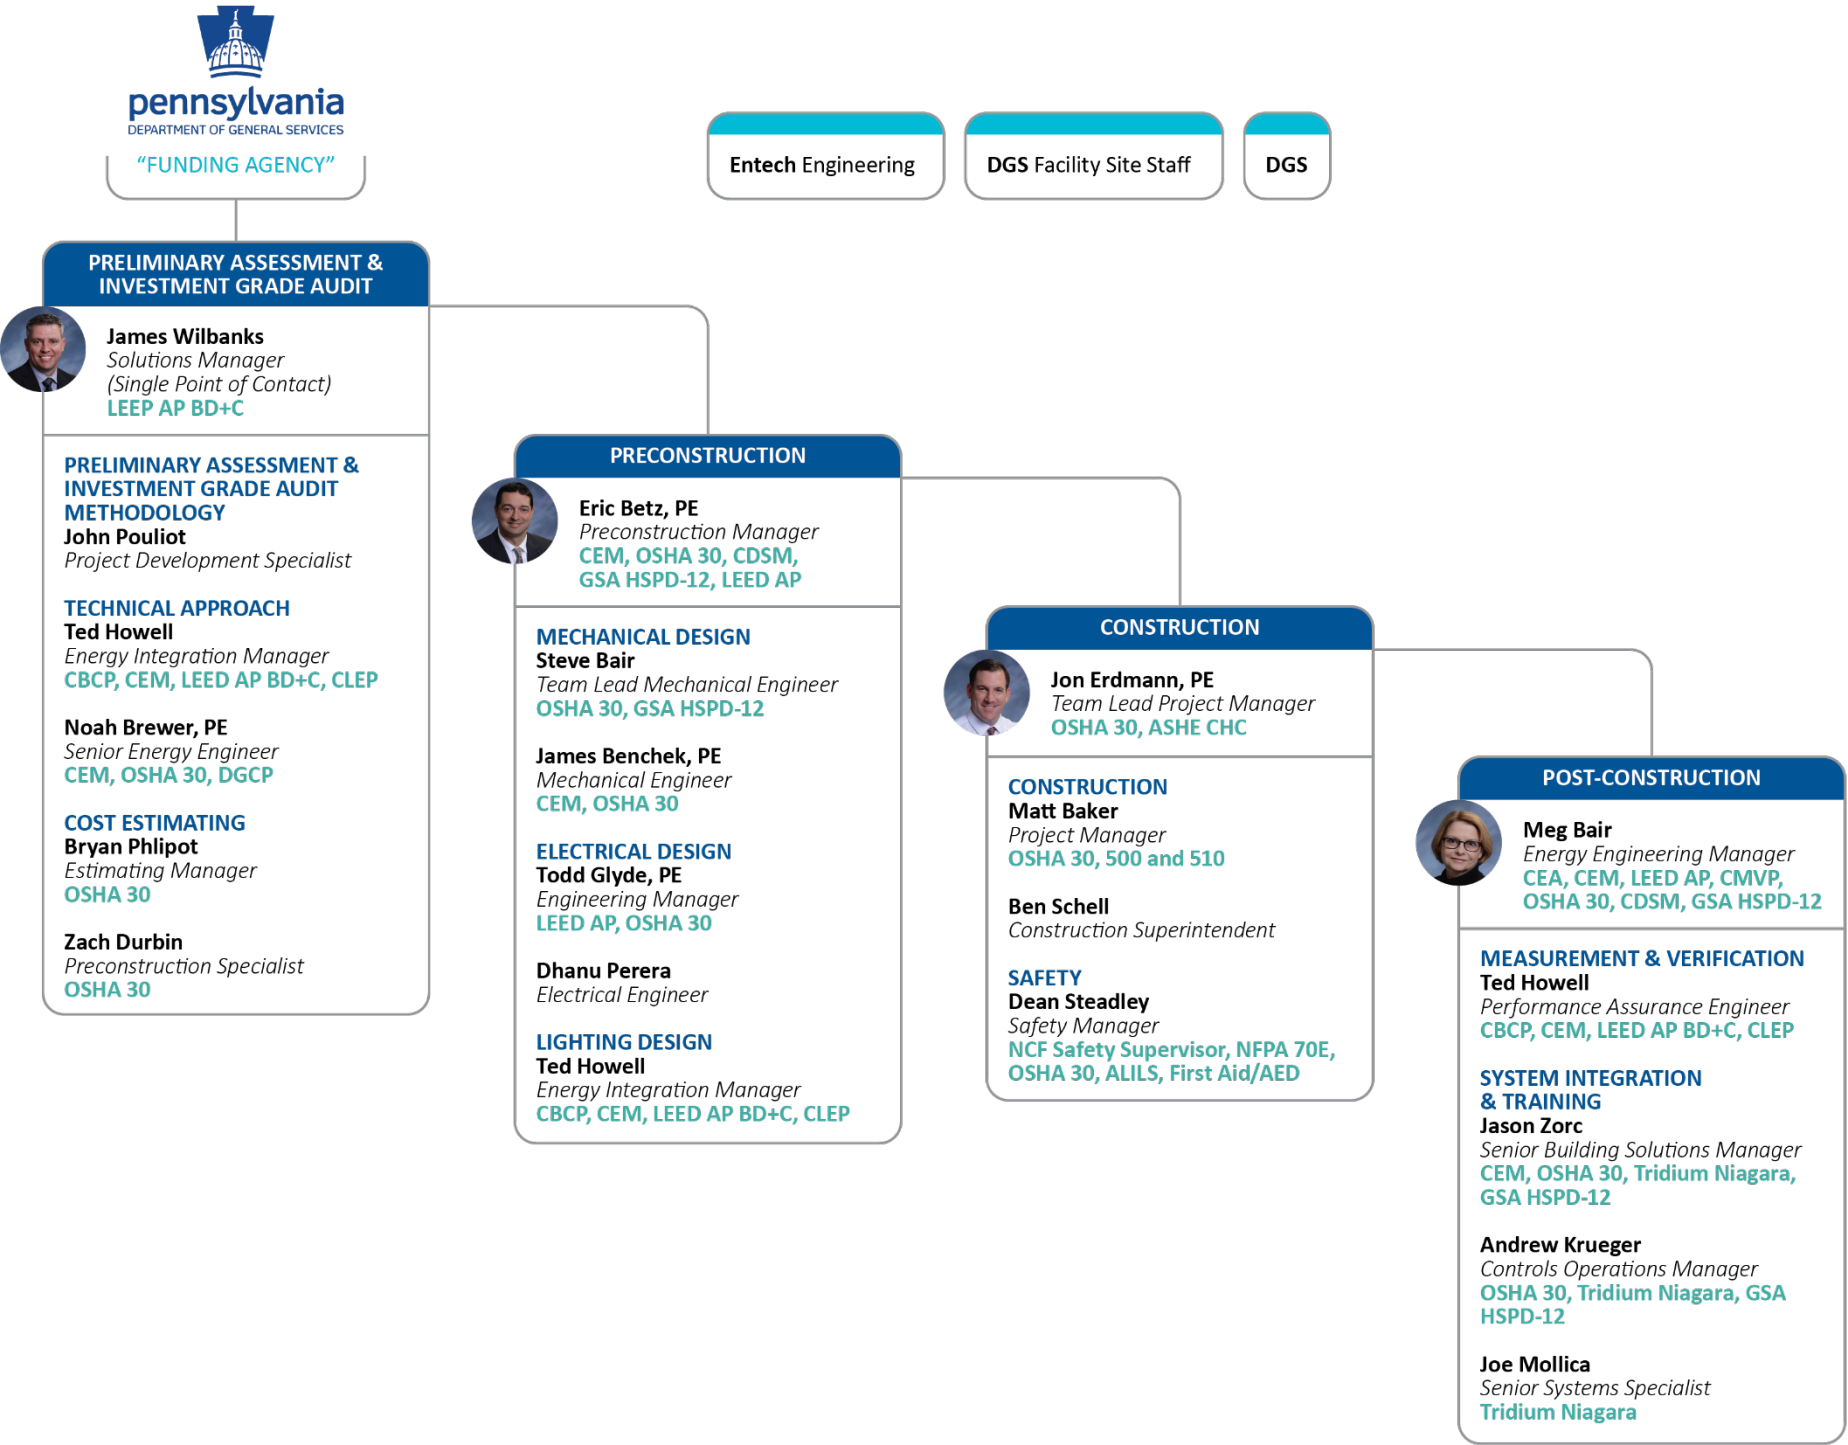 pennsylvania
DEPARTMENT OF GENERAL SERVICES
“FUNDING AGENCY”
Entech Engineering
DGS Facility Site Staff
DGS
PRELIMINARY ASSESSMENT &
INVESTMENT GRADE AUDIT
James Wilbanks
Solutions Manager
(Single Point of Contact)
LEEP AP BD+C
PRELIMINARY ASSESSMENT &
INVESTMENT GRADE AUDIT
METHODOLOGY
John Pouliot
Project Development Specialist
TECHNICAL APPROACH
Ted Howell
Energy Integration Manager
CBCP, CEM, LEED AP BD+C, CLEP
Noah Brewer, PE
Senior Energy Engineer
CEM, OSHA 30, DGCP
COST ESTIMATING
Bryan Phlipot
Estimating Manager
OSHA 30
Zach Durbin
Preconstruction Specialist
OSHA 30
PRECONSTRUCTION
Eric Betz, PE
Preconstruction Manager
CEM, OSHA 30, CDSM,
GSA HSPD-12, LEED AP
MECHANICAL DESIGN
Steve Bair
Team Lead Mechanical Engineer
OSHA 30, GSA HSPD-12
James Benchek, PE
Mechanical Engineer
CEM, OSHA 30
ELECTRICAL DESIGN
Todd Glyde, PE
Engineering Manager
LEED AP, OSHA 30
Dhanu Perera
Electrical Engineer
LIGHTING DESIGN
Ted Howell
Energy Integration Manager
CBCP, CEM, LEED AP BD+C, CLEP
CONSTRUCTION
Jon Erdmann, PE
Team Lead Project Manager
OSHA 30, ASHE CHC
CONSTRUCTION
Matt Baker
Project Manager
OSHA 30, 500 and 510
Ben Schell
Construction Superintendent
SAFETY
Dean Steadley
Safety Manager
NCF Safety Supervisor, NFPA 70E,
OSHA 30, ALILS, First Aid/AED
POST-CONSTRUCTION
Meg Bair
Energy Engineering Manager
CEA, CEM, LEED AP, CMVP,
OSHA 30, CDSM, GSA HSPD-12
MEASUREMENT & VERIFICATION
Ted Howell
Performance Assurance Engineer
CBCP, CEM, LEED AP BD+C, CLEP
SYSTEM INTEGRATION
& TRAINING
Jason Zorc
Senior Building Solutions Manager
CEM, OSHA 30, Tridium Niagara,
GSA HSPD-12
Andrew Krueger
Controls Operations Manager
OSHA 30, Tridium Niagara, GSA
HSPD-12
Joe Mollica
Senior Systems Specialist
Tridium Niagara